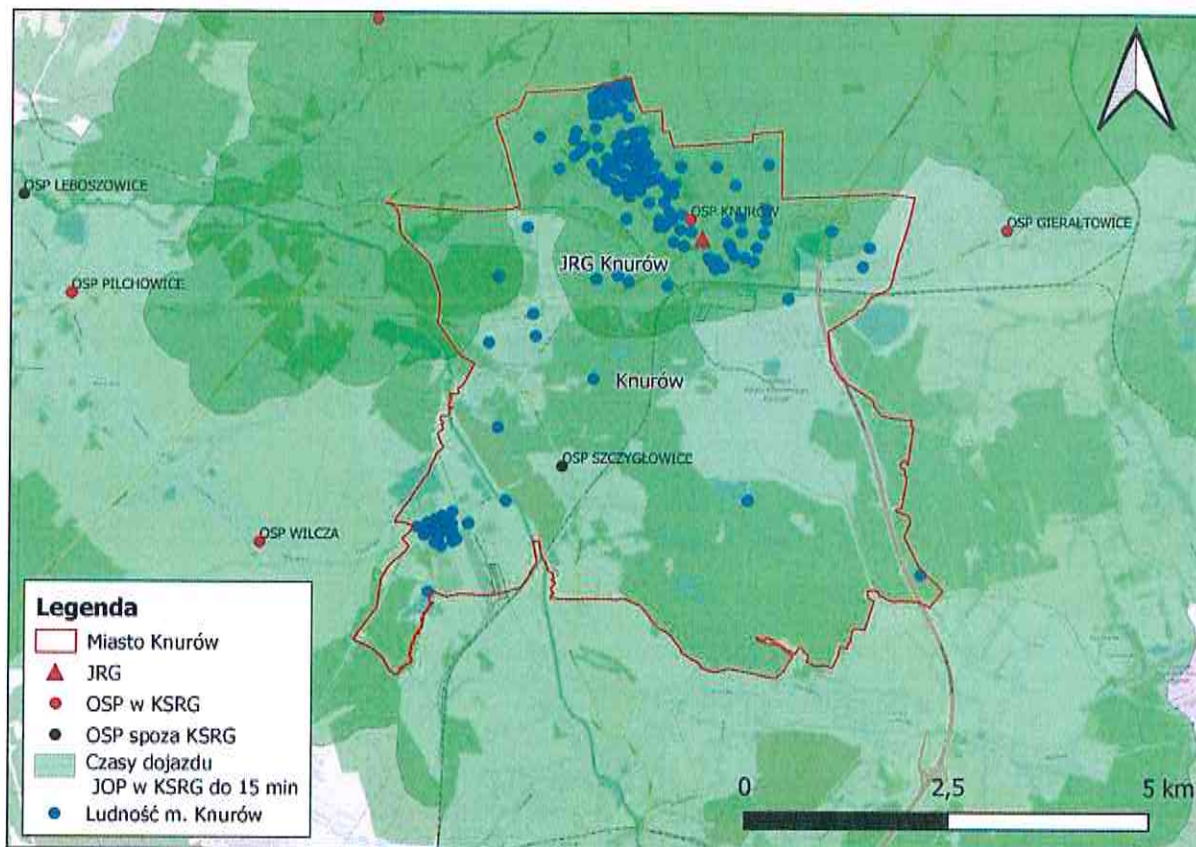 OSP LEBOSZOWICE
OSP KNURÓW
OSP GIERAŁTOWICE
JRG Knurów
OSP PILCHOWICE
Knurów
OSP SZCZYGŁOWICE
OSP WILCZA
Legenda
Miasto Knurów
JRG
OSP w KSRG
OSP spoza KSRG
Czasy dojazdu
JOP w KSRG do 15 min
Ludność m. Knurów
0 2,5 5 km